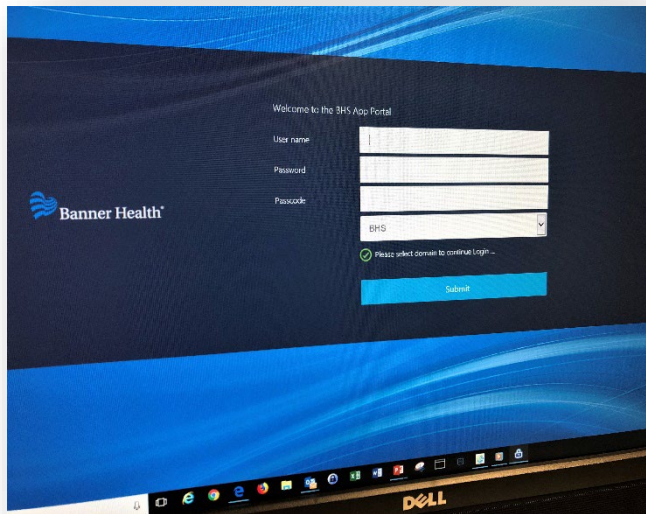 Welcome to the BHS App Portal
User name
Password
Passcode
Banner Health®
BHS
Please select domain to continue Login ...
Submit
DELL